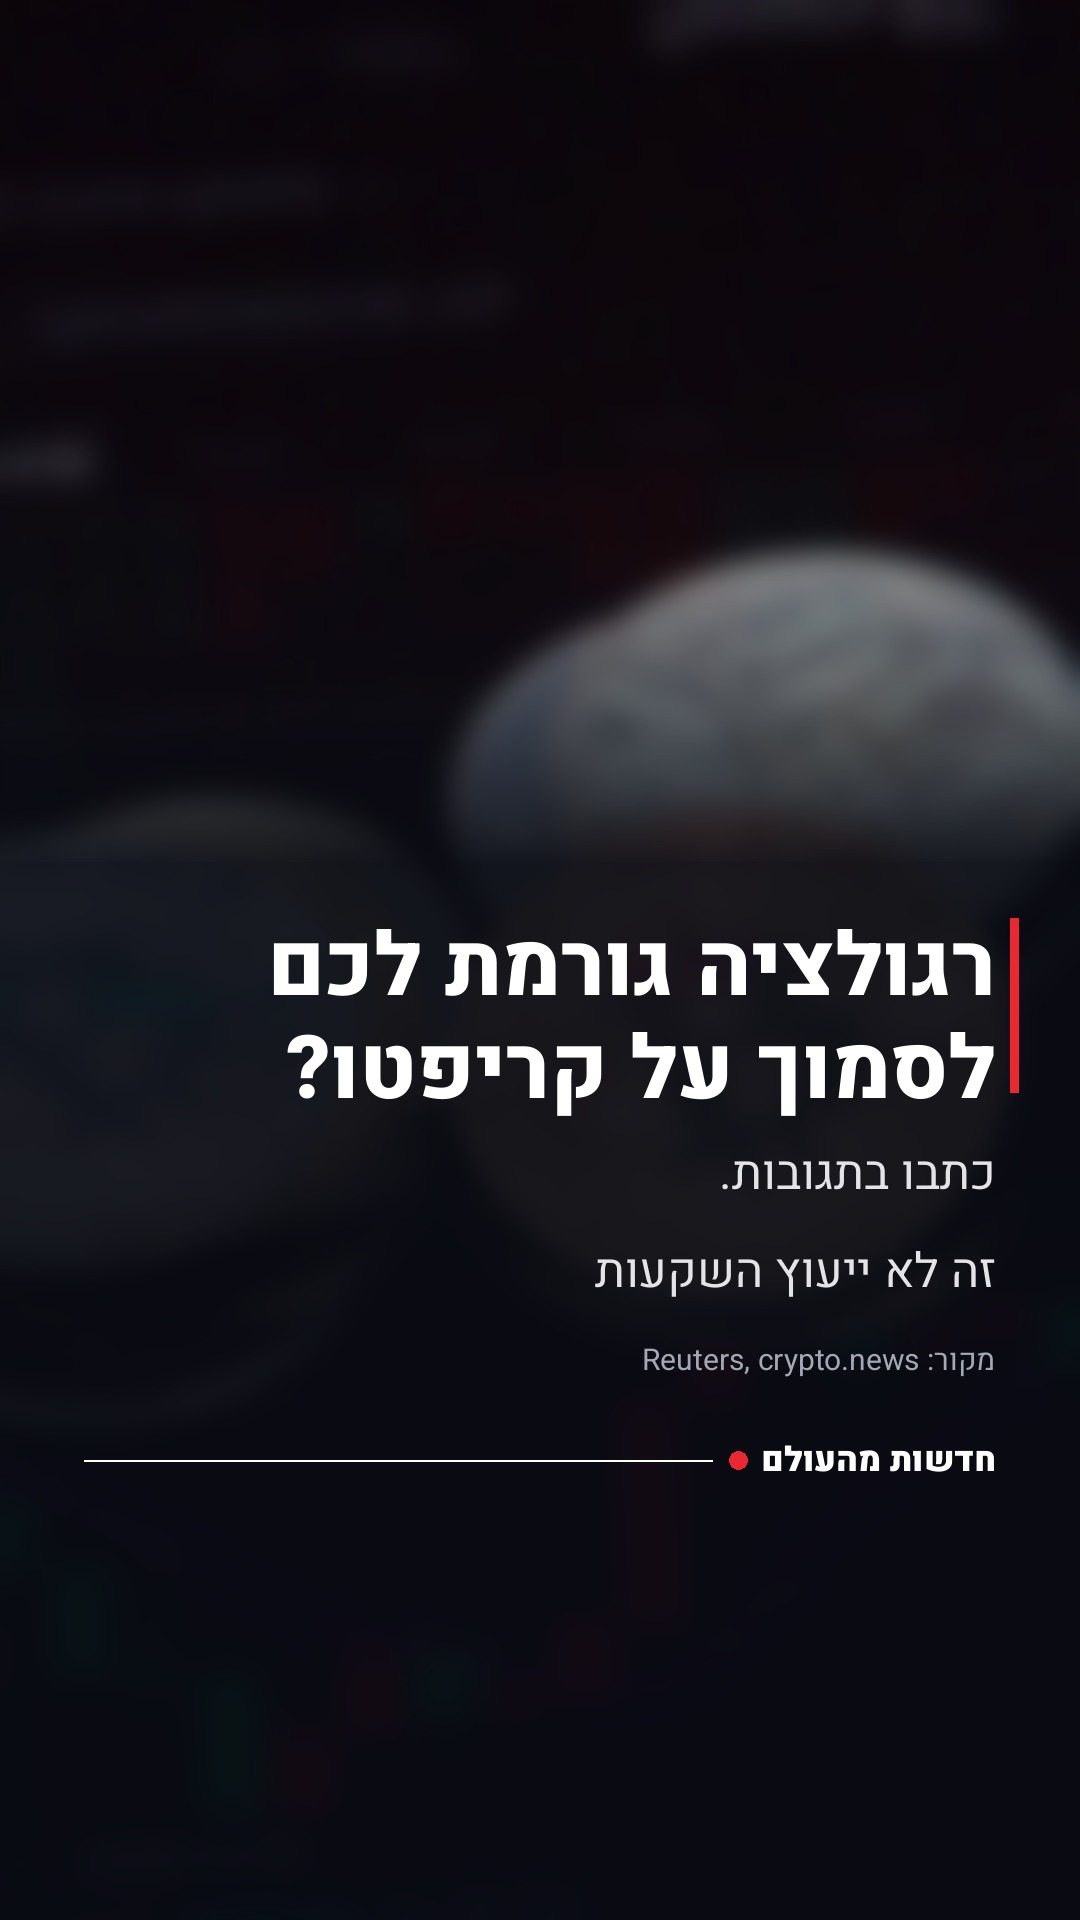 רגולציה גורמת לכם
לסמוך על קריפטו?
כתבו בתגובות.
זה לא ייעוץ השקעות
מקור: Reuters, crypto.news
חדשות מהעולם